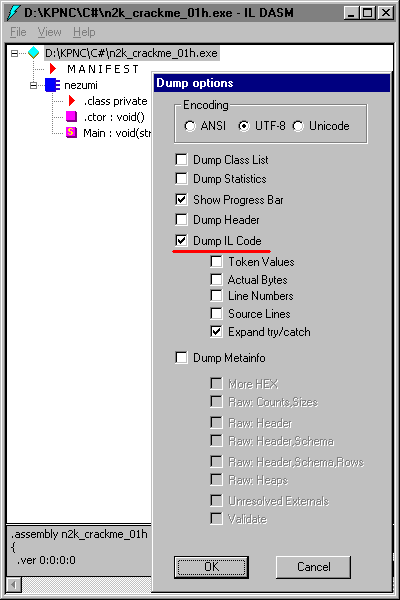 D:\KPNC\C#\n2k_crackme_01h.exe - IL DASM
File View Help
D:\KPNC\C#\n2k_crackme_01h.exe
MANIFEST
nezumi
.class private
.ctor : void()
Main : void(str
Dump options
Encoding
ANSI UTF-8 Unicode
Dump Class List
Dump Statistics
Show Progress Bar
Dump Header
Dump IL Code
Token Values
Actual Bytes
Line Numbers
Source Lines
Expand try/catch
Dump Metainfo
More HEX
Raw: Counts,Sizes
Raw: Header
Raw: Header,Schema
Raw: Header,Schema,Rows
Raw: Heaps
Unresolved Externals
Validate
OK Cancel
.assembly n2k_crackme_01h
{
.ver 0:0:0:0